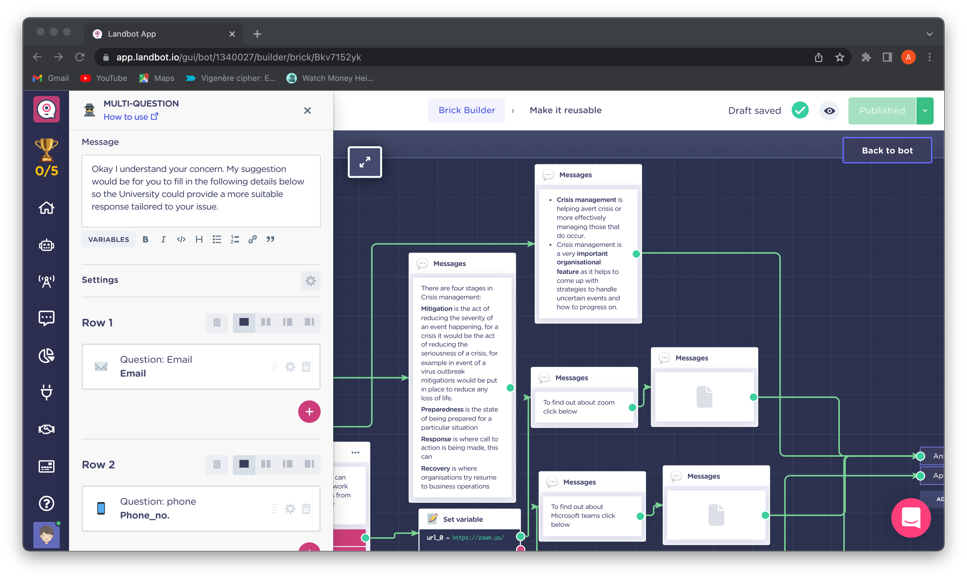 Landbot App
app.landbot.io/gui/bot/1340027/builder/brick/Bkv7152yk
A
Gmail
YouTube
Maps
Vigenère cipher: E...
Watch Money Hei...
0/5
MULTI-QUESTION
How to use
Message
Okay I understand your concern. My suggestion
would be for you to fill in the following details below
so the University could provide a more suitable
response tailored to your issue.
VARIABLES
B
I
H
Settings
Row 1
Question: Email
Email
Row 2
Question: phone
Phone_no.
Brick Builder
Make it reusable
Draft saved
Published
Back to bot
Messages
Crisis management is
helping avert crisis or
more effectively
managing those that
do occur.
Crisis management is
a very important
organisational
feature as it helps to
come up with
strategies to handle
uncertain events and
how to progress on.
Messages
There are four stages in
Crisis management:
Mitigation is the act of
reducing the severity of
an event happening, for a
crisis it would be the act
of reducing the
seriousness of a crisis, for
example in event of a
virus outbreak
mitigations would be put
in place to reduce any
loss of life.
Preparedness is the state
of being prepared for a
particular situation
Response is where call to
action is being made, this
can
Recovery is where
organisations try resume
to business operations
Messages
To find out about zoom
click below
Messages
Messages
To find out about
Microsoft teams click
below
Messages
can
work
s from
Set variable
url_0 = https://zoom.us/
An
Ap
AD